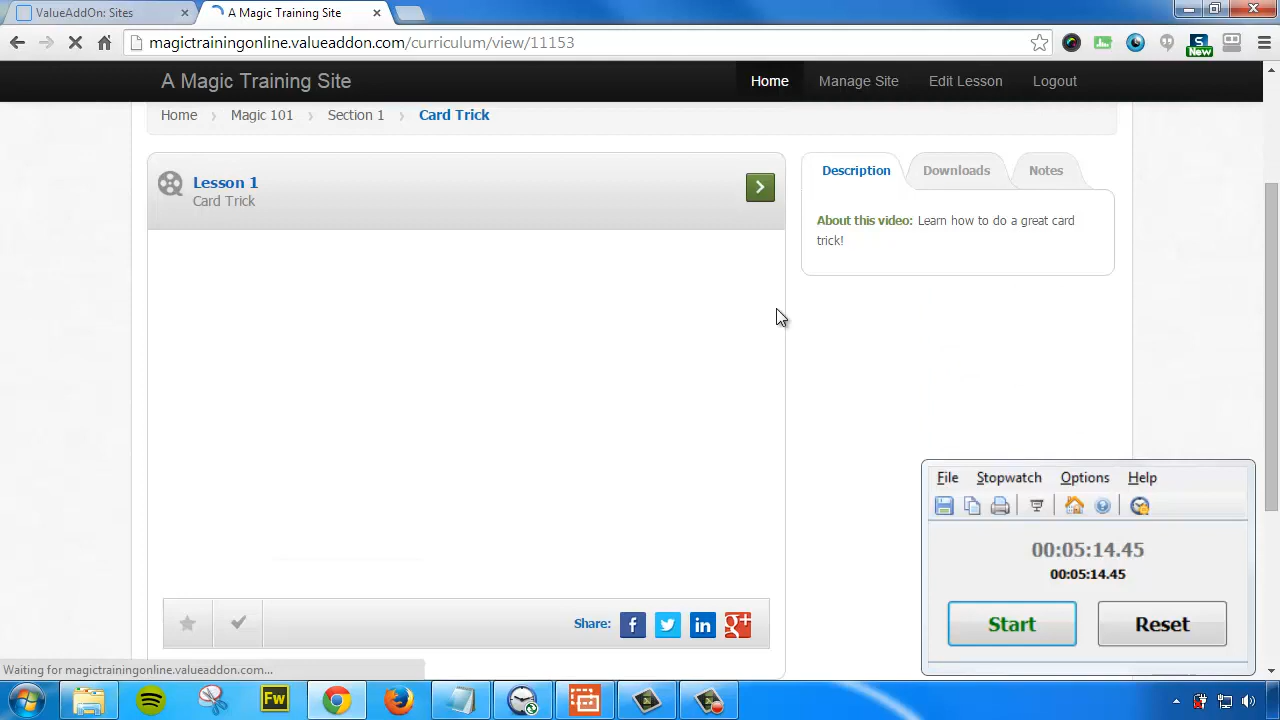 ValueAddOn: Sites
A Magic Training Site
magictrainingonline.valueaddon.com/curriculum/view/11153
S
New
A Magic Training Site
Home
Manage Site
Edit Lesson
Logout
Home
Magic 101
Section 1
Card Trick
Lesson 1
Card Trick
Description
Downloads
Notes
About this video: Learn how to do a great card
trick!
File
Stopwatch
Options
Help
00:05:14.45
00:05:14.45
Start
Reset
Share:
f
in
g+
Waiting for magictrainingonline.valueaddon.com...
Fw